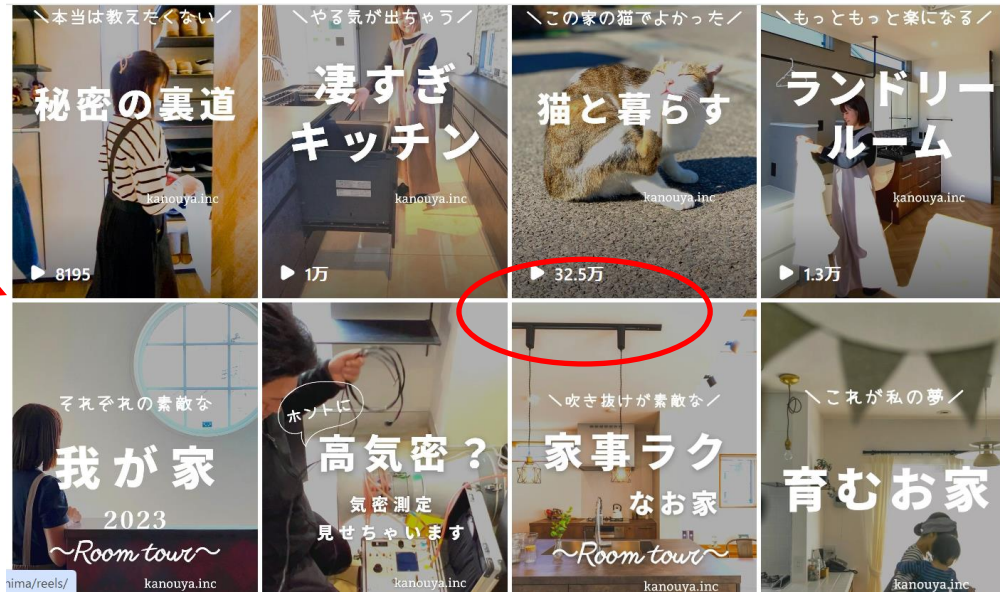 ＼本当は教えたくない／
秘密の裏道
kanouya.inc
8195
＼やる気が出ちゃう／
凄すぎ
キッチン
1万
＼この家の猫でよかった／
猫と暮らす
kanouya.inc
32.5万
＼もっともっと楽になる／
ランドリー
ルーム
kanouya.inc
1.3万
それぞれの素敵な
我が家
2023
～Room tour～
kanouya.inc
nima/reels/
ホントに
高気密？
気密測定
見せちゃいます
kanouya.inc
＼吹き抜けが素敵な／
家事ラク
なお家
～Room tour～
kanouya.inc
＼これが私の夢／
育むお家
kanouya.inc